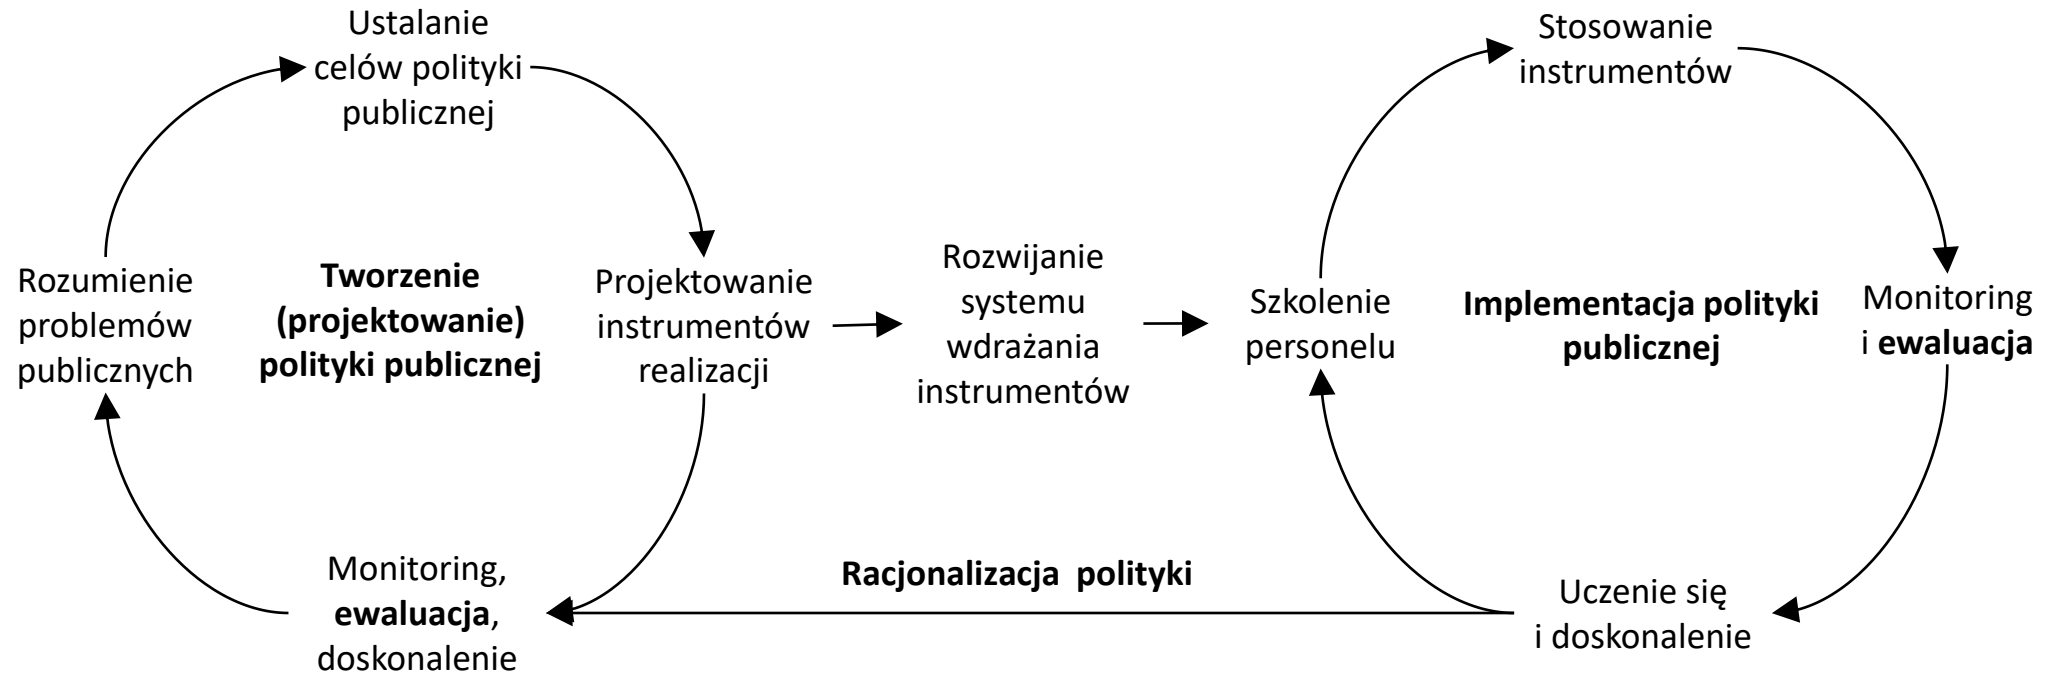 Ustalanie
celów polityki
publicznej
Rozumienie
problemów
publicznych
Tworzenie
(projektowanie)
polityki publicznej
Projektowanie
instrumentów
realizacji
Monitoring,
ewaluacja,
doskonalenie
Rozwijanie
systemu
wdrażania
instrumentów
Racjonalizacja polityki
Stosowanie
instrumentów
Szkolenie
personelu
Implementacja polityki
publicznej
Monitoring
i ewaluacja
Uczenie się
i doskonalenie